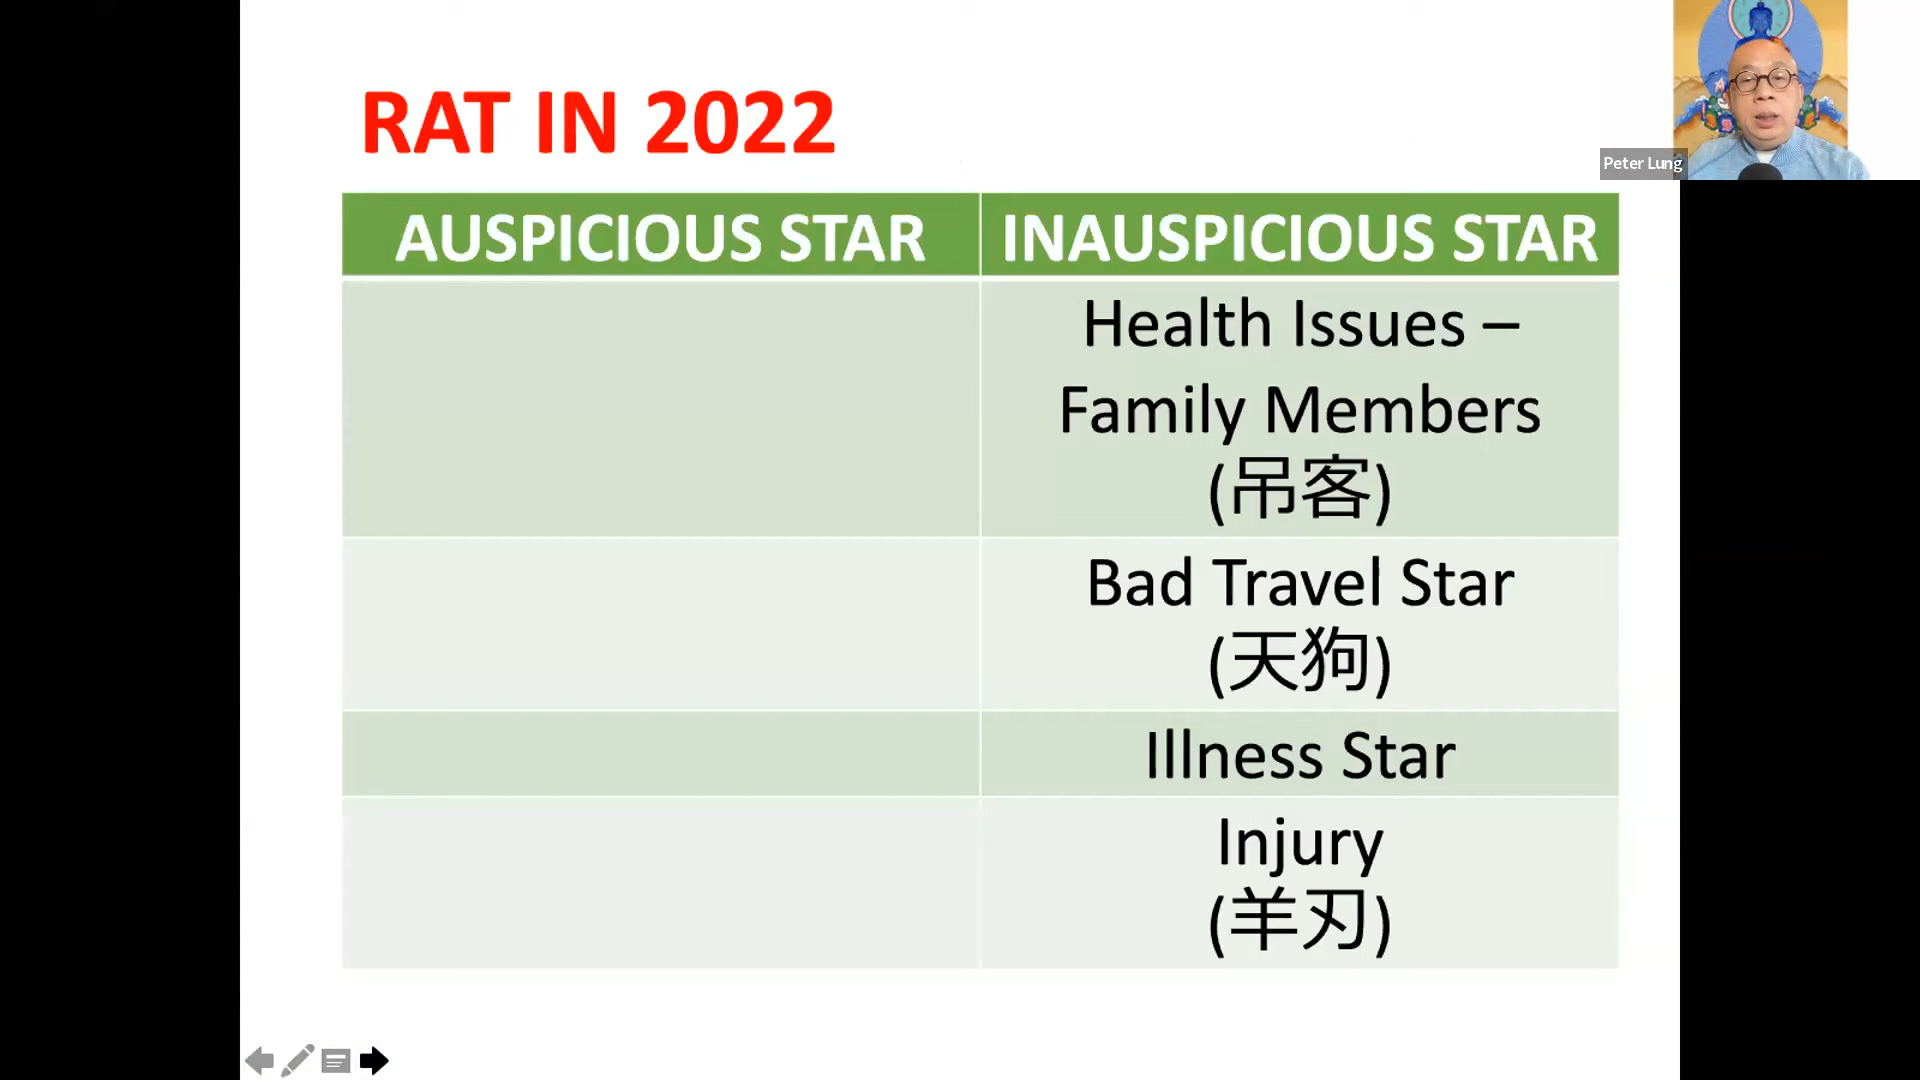 RAT IN 2022
Peter Lung
AUSPICIOUS STAR
INAUSPICIOUS STAR
Health Issues –
Family Members
(吊客)
Bad Travel Star
(天狗)
Illness Star
Injury
(羊刃)